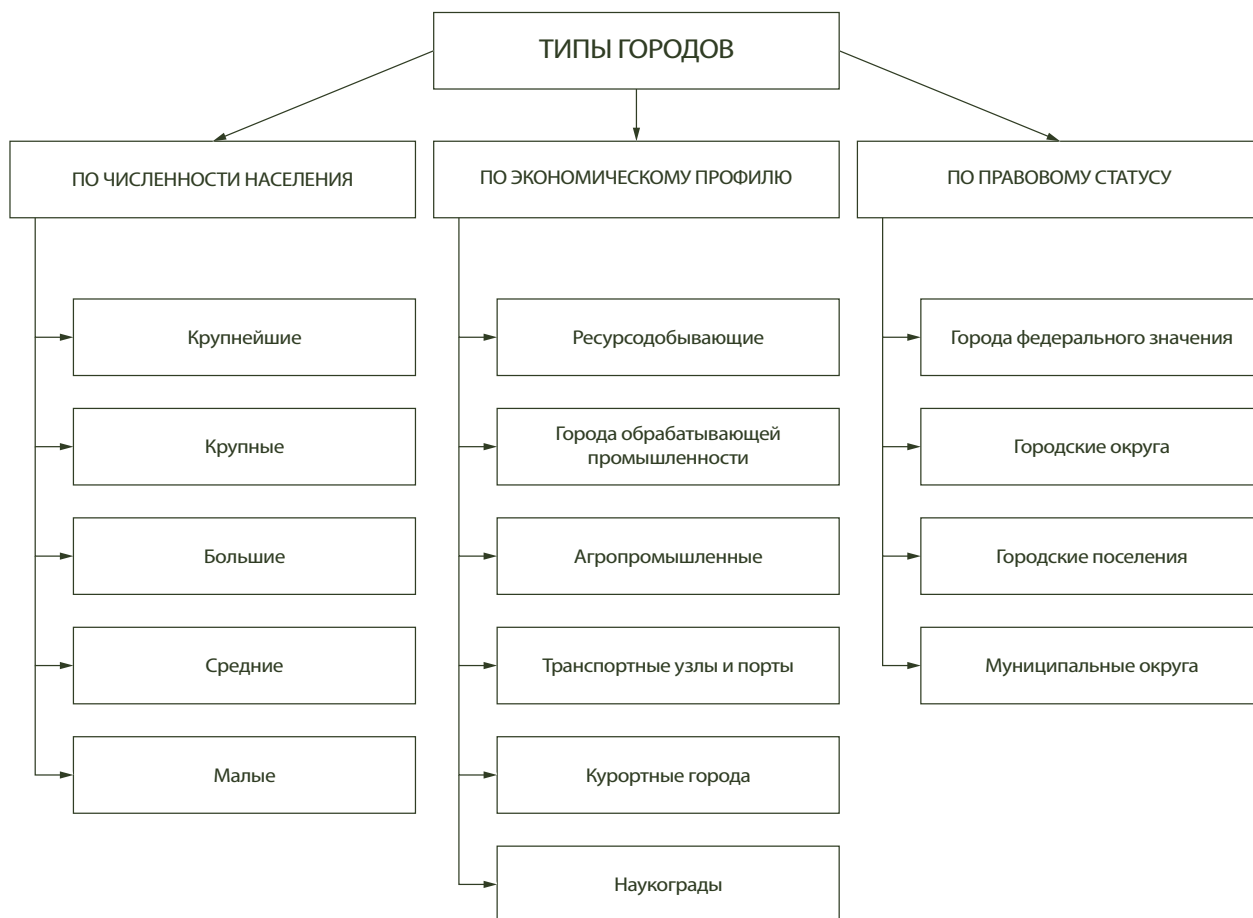 ТИПЫ ГОРОДОВ
ПО ЧИСЛЕННОСТИ НАСЕЛЕНИЯ
Крупнейшие
Крупные
Большие
Средние
Малые
ПО ЭКОНОМИЧЕСКОМУ ПРОФИЛЮ
Ресурсодобывающие
Города обрабатывающей
промышленности
Агропромышленные
Транспортные узлы и порты
Курортные города
Наукограды
ПО ПРАВОВОМУ СТАТУСУ
Города федерального значения
Городские округа
Городские поселения
Муниципальные округа